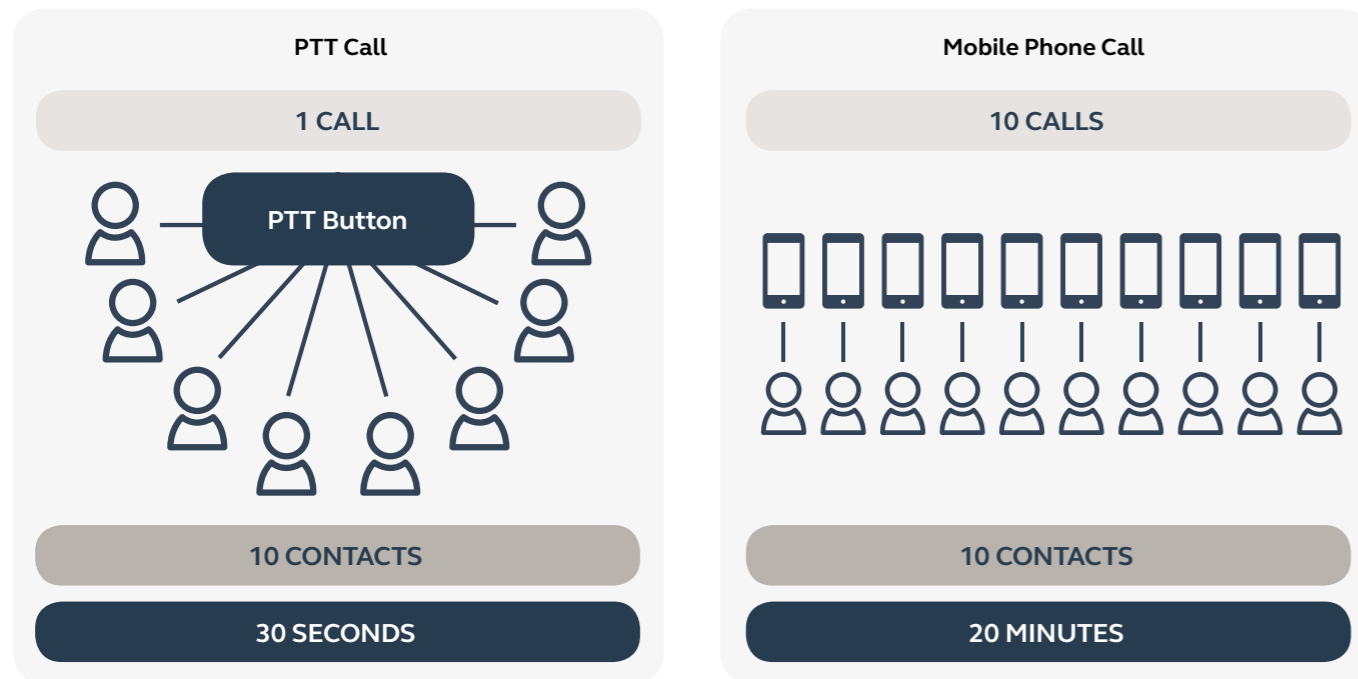 PTT Call
1 CALL
PTT Button
10 CONTACTS
30 SECONDS
Mobile Phone Call
10 CALLS
10 CONTACTS
20 MINUTES